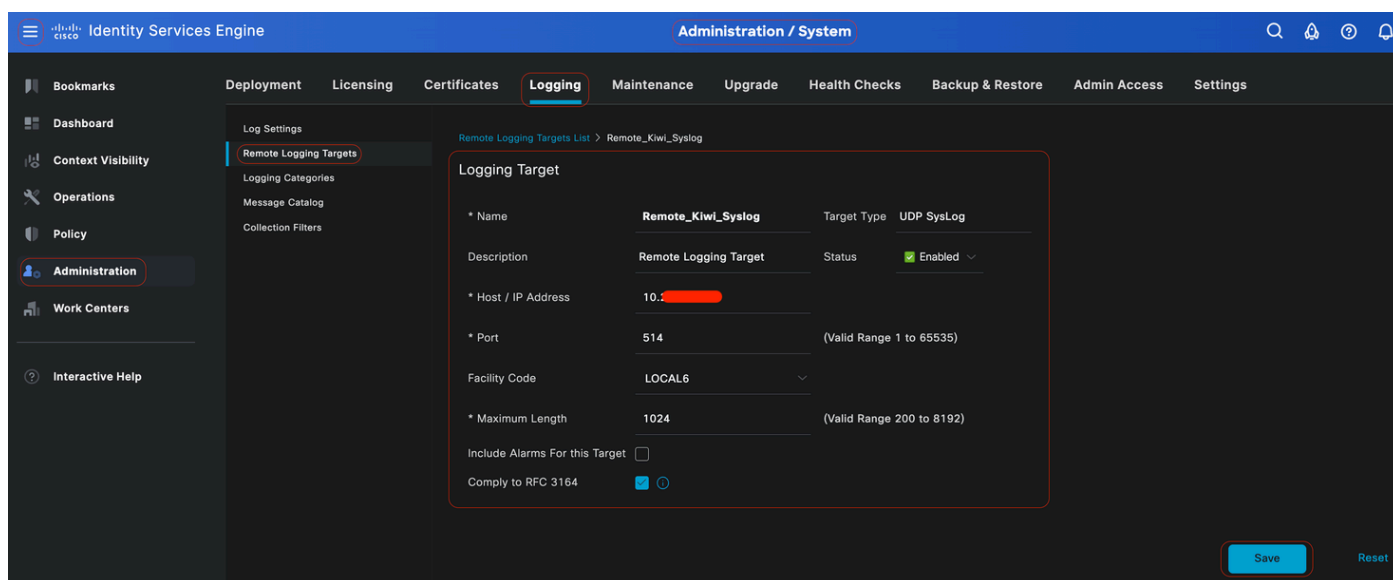 cisco Identity Services Engine
Administration / System
Bookmarks
Dashboard
Context Visibility
Operations
Policy
Administration
Work Centers
Interactive Help
Deployment Licensing Certificates Logging Maintenance Upgrade Health Checks Backup & Restore Admin Access Settings
Log Settings
Remote Logging Targets
Logging Categories
Message Catalog
Collection Filters
Remote Logging Targets List > Remote_Kiwi_Syslog
Logging Target
* Name Remote_Kiwi_Syslog Target Type UDP SysLog
Description Remote Logging Target Status Enabled
* Host / IP Address 10.
* Port 514 (Valid Range 1 to 65535)
Facility Code LOCAL6
* Maximum Length 1024 (Valid Range 200 to 8192)
Include Alarms For this Target
Comply to RFC 3164
Save Reset